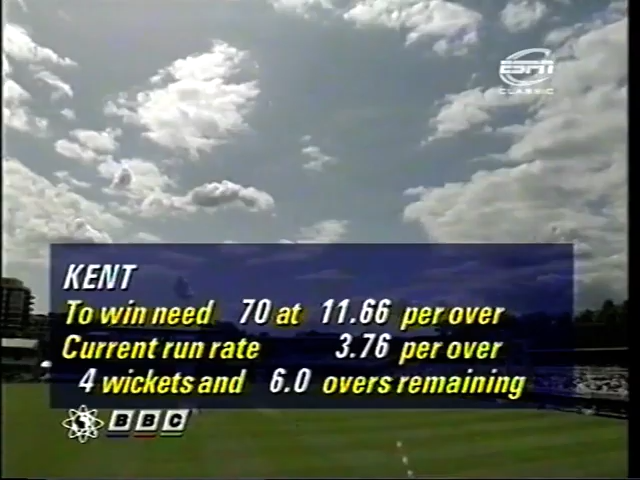 ESPN
CLASSIC
KENT
To win need 70 at 11.66 per over
Current run rate 3.76 per over
4 wickets and 6.0 overs remaining
BBC